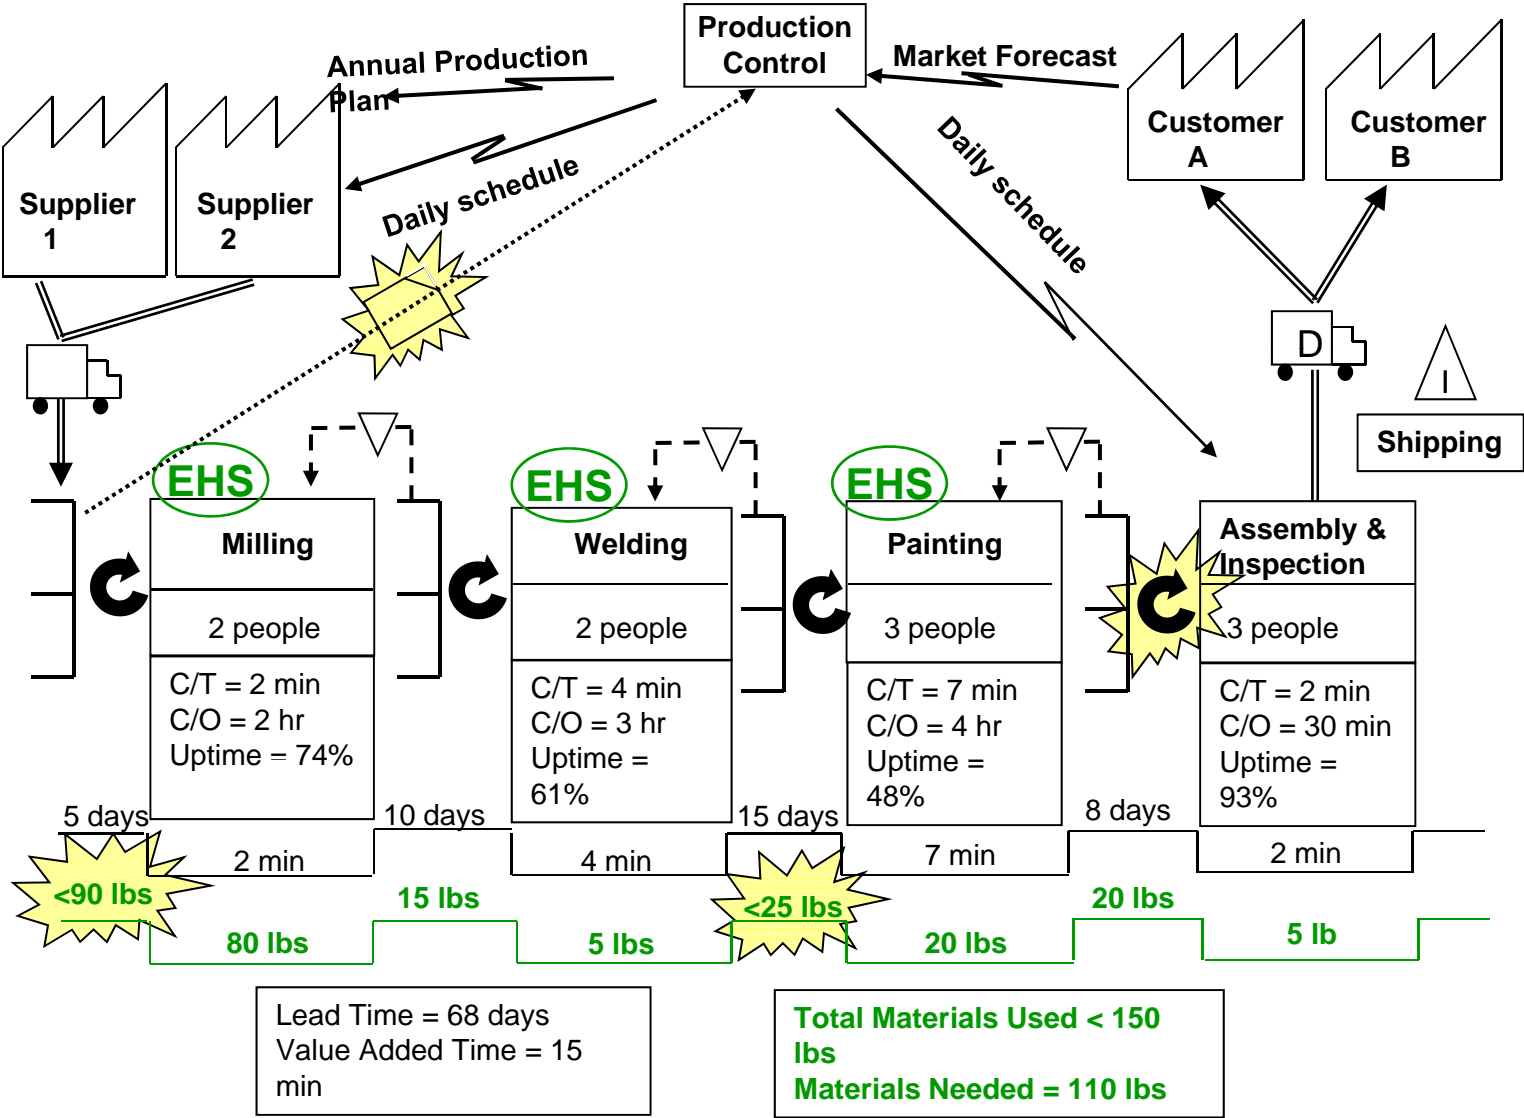 Production
Control
Annual Production
Plan
Market Forecast
Customer
A
Customer
B
Supplier
1
Supplier
2
Daily schedule
Daily schedule
D
I
Shipping
EHS
EHS
EHS
Milling
2 people
C/T = 2 min
C/O = 2 hr
Uptime = 74%
Welding
2 people
C/T = 4 min
C/O = 3 hr
Uptime =
61%
Painting
3 people
C/T = 7 min
C/O = 4 hr
Uptime =
48%
Assembly &
Inspection
3 people
C/T = 2 min
C/O = 30 min
Uptime =
93%
5 days
10 days
15 days
8 days
2 min
4 min
7 min
2 min
<90 lbs
15 lbs
<25 lbs
20 lbs
80 lbs
5 lbs
20 lbs
5 lb
Lead Time = 68 days
Value Added Time = 15
min
Total Materials Used < 150
lbs
Materials Needed = 110 lbs